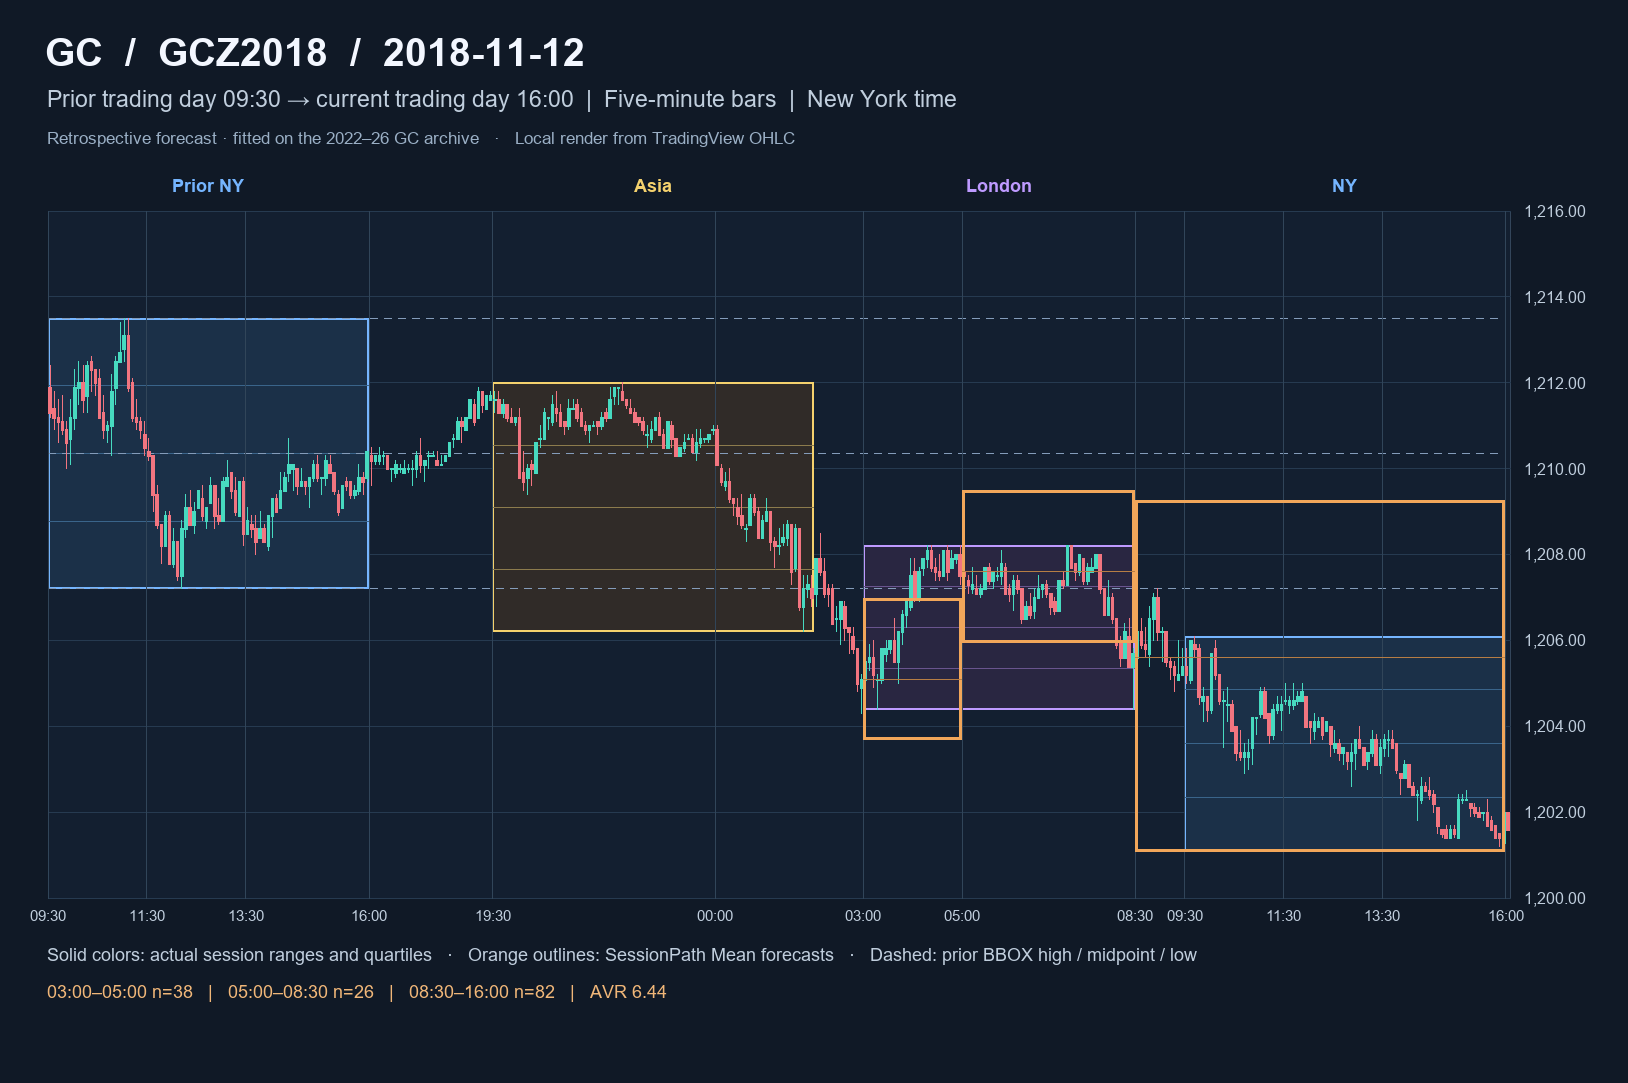 GC / GCZ2018 / 2018-11-12
Prior trading day 09:30 → current trading day 16:00 | Five-minute bars | New York time
Retrospective forecast · fitted on the 2022–26 GC archive · Local render from TradingView OHLC
Prior NY Asia London NY
1,216.00
1,214.00
1,212.00
1,210.00
1,208.00
1,206.00
1,204.00
1,202.00
1,200.00
09:30 11:30 13:30 16:00 19:30 00:00 03:00 05:00 08:30 09:30 11:30 13:30 16:00
Solid colors: actual session ranges and quartiles · Orange outlines: SessionPath Mean forecasts · Dashed: prior BBOX high / midpoint / low
03:00–05:00 n=38 | 05:00–08:30 n=26 | 08:30–16:00 n=82 | AVR 6.44